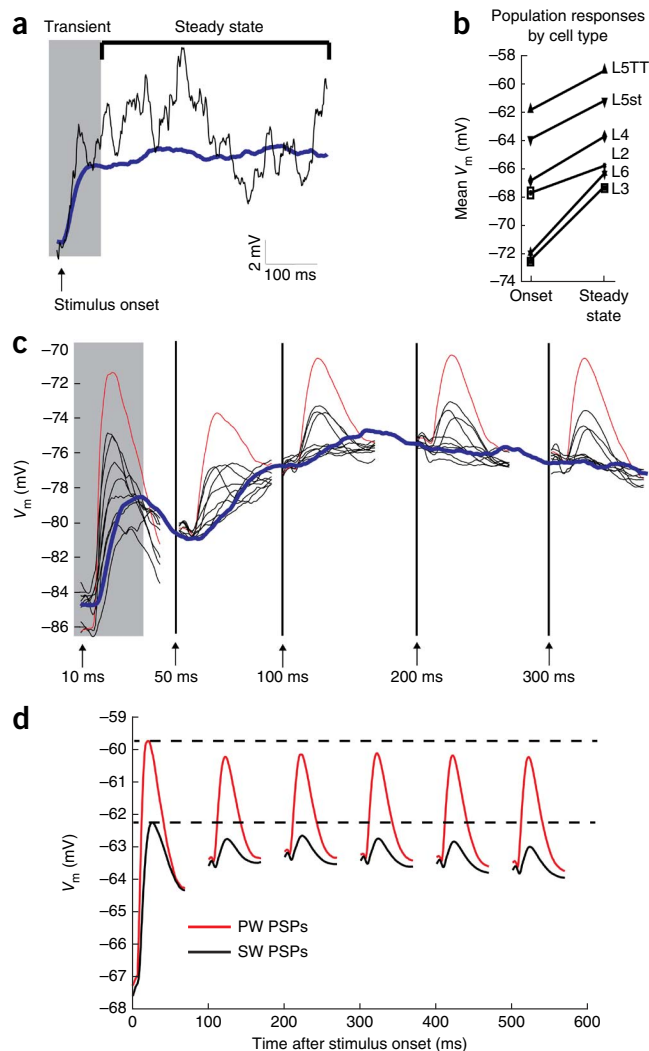 a
Transient
Steady state
2 mV
100 ms
Stimulus onset
b
Population responses
by cell type
Mean Vm (mV)
−58
−60
−62
−64
−66
−68
−70
−72
−74
L5TT
L5st
L4
L2
L6
L3
Onset
Steady
state
c
Vm (mV)
−70
−72
−74
−76
−78
−80
−82
−84
−86
10 ms
50 ms
100 ms
200 ms
300 ms
d
Vm (mV)
−59
−60
−61
−62
−63
−64
−65
−66
−67
−68
PW PSPs
SW PSPs
0
100
200
300
400
500
600
Time after stimulus onset (ms)